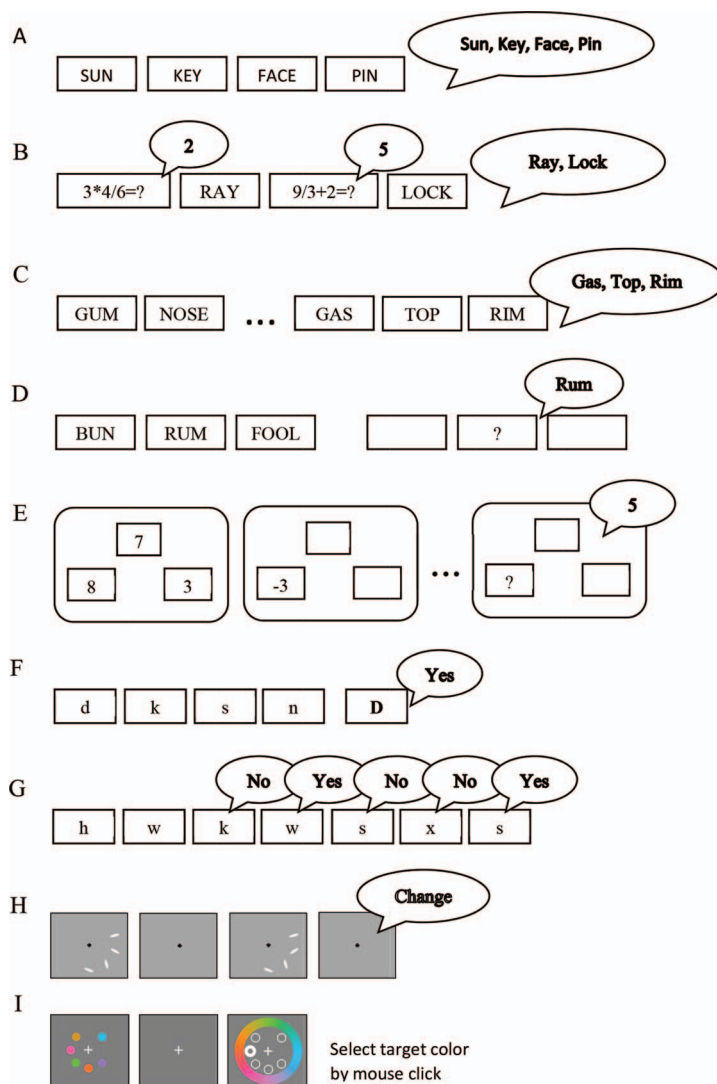 A
SUN KEY FACE PIN
Sun, Key, Face, Pin
B
2 5
3*4/6=? RAY 9/3+2=? LOCK
Ray, Lock
C
GUM NOSE ... GAS TOP RIM
Gas, Top, Rim
D
Rum
BUN RUM FOOL ?
E
5
7
8 3 -3 ... ?
F
Yes
d k s n D
G
No Yes No No Yes
h w k w s x s
H
Change
I
Select target color
by mouse click